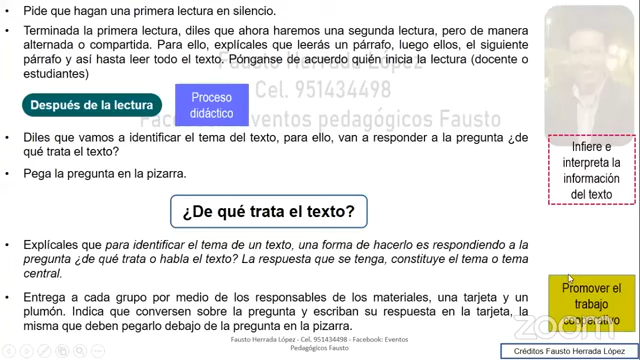 • Pide que hagan una primera lectura en silencio.
• Terminada la primera lectura, diles que ahora haremos una segunda lectura, pero de manera
alternada o compartida. Para ello, explícales que leerás un párrafo, luego ellos, el siguiente
párrafo y así hasta leer todo el texto. Pónganse de acuerdo quién inicia la lectura (docente o
estudiantes)
Fausto Herrada López
Cel. 951434498
Facebook: Eventos pedagógicos Fausto
Después de la lectura
Proceso
didáctico
• Diles que vamos a identificar el tema del texto, para ello, van a responder a la pregunta ¿de
qué trata el texto?
Infiere e
interpreta la
información
del texto
• Pega la pregunta en la pizarra.
¿De qué trata el texto?
• Explícales que para identificar el tema de un texto, una forma de hacerlo es respondiendo a la
pregunta ¿de qué trata o habla el texto? La respuesta que se tenga, constituye el tema o tema
central.
• Entrega a cada grupo por medio de los responsables de los materiales, una tarjeta y un
plumón. Indica que conversen sobre la pregunta y escriban su respuesta en la tarjeta, la
misma que deben pegarlo debajo de la pregunta en la pizarra.
Promover el
trabajo
cooperativo
zoom
Fausto Herrada López - Cel. 951434498 - Facebook: Eventos
Pedagógicos Fausto
Créditos Fausto Herrada López